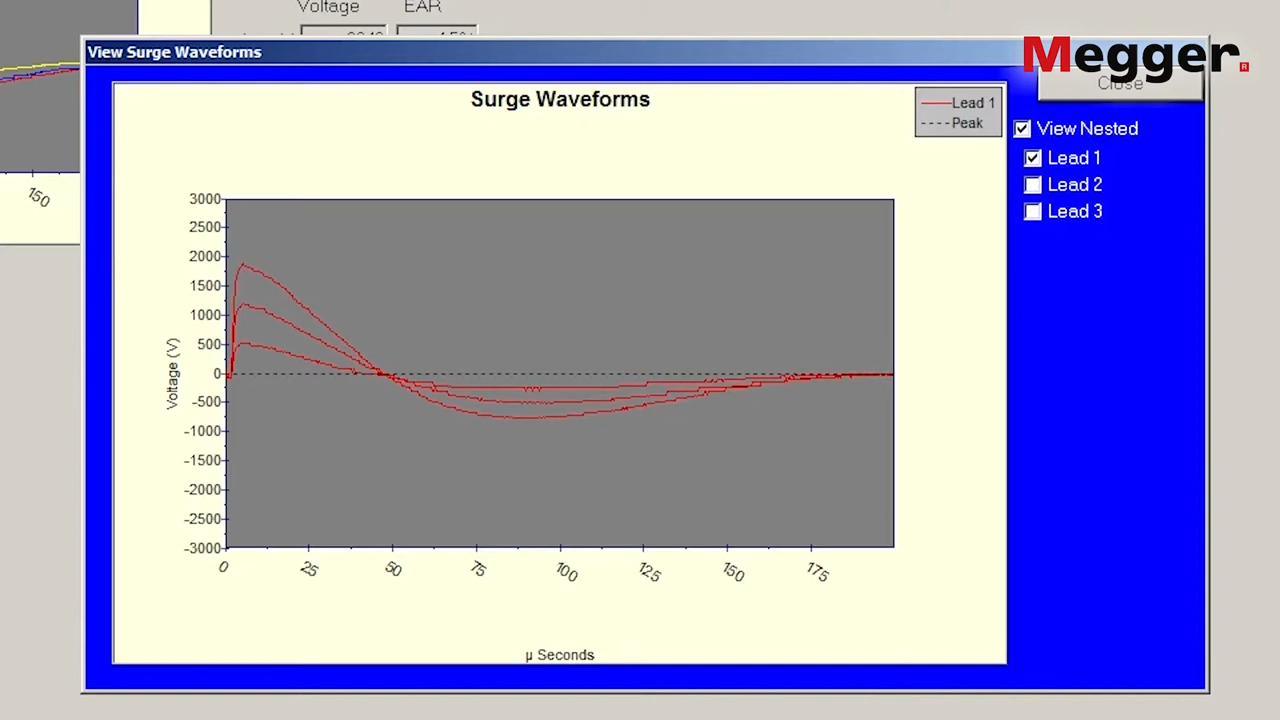 Voltage EAR
View Surge Waveforms
Megger
Close
Surge Waveforms
Lead 1
Peak
View Nested
Lead 1
Lead 2
Lead 3
3000
2500
2000
1500
1000
500
0
-500
-1000
-1500
-2000
-2500
-3000
Voltage (V)
0 25 50 75 100 125 150 175
µ Seconds
150